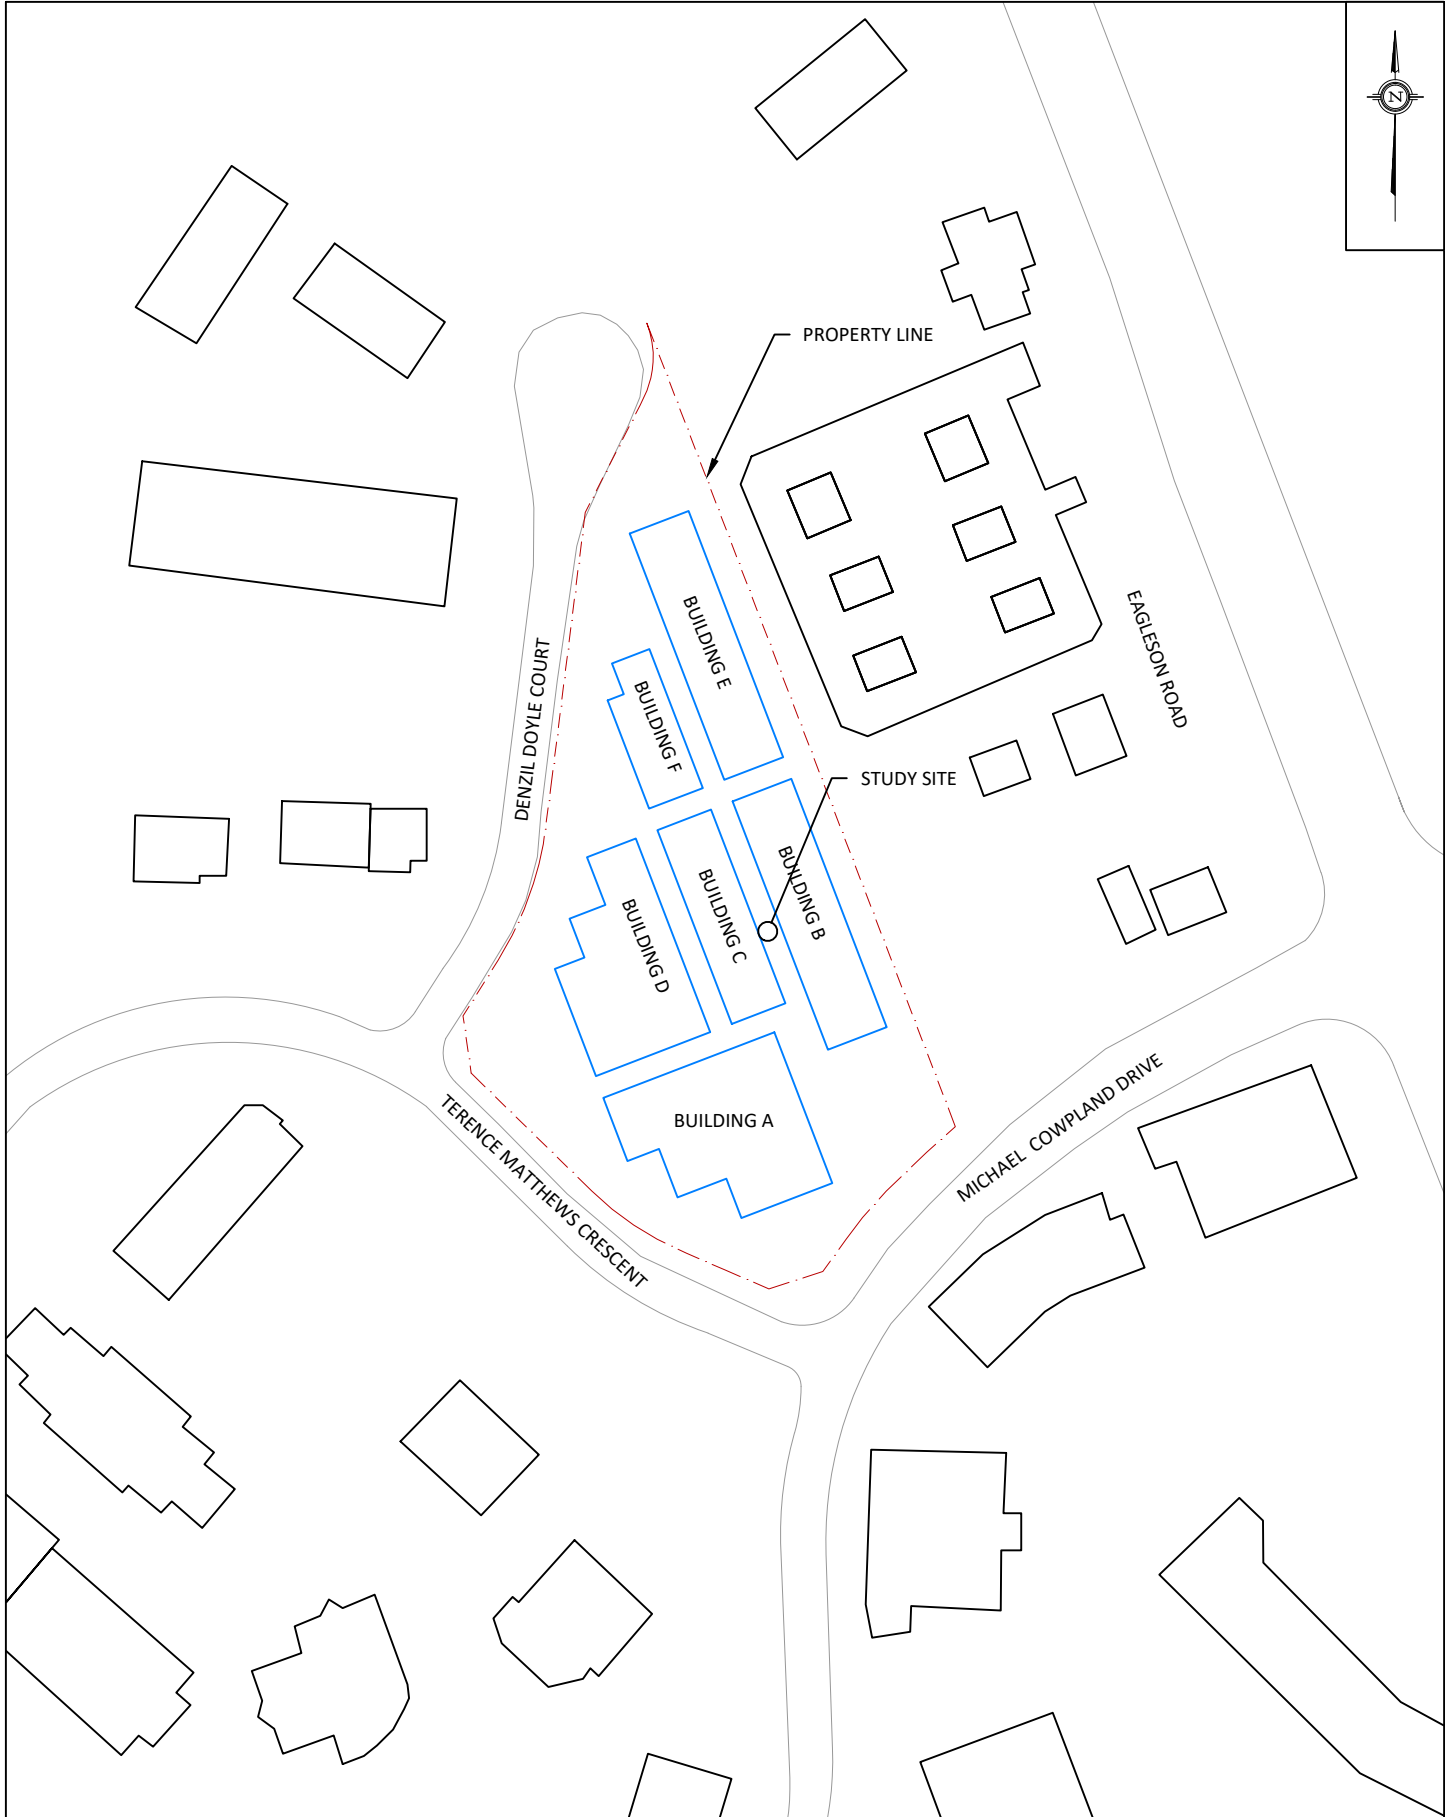 N
PROPERTY LINE
BUILDING E
EAGLESON ROAD
DENZIL DOYLE COURT
BUILDING F
STUDY SITE
BUILDING B
BUILDING C
BUILDING D
MICHAEL COWPLAND DRIVE
BUILDING A
TERENCE MATTHEWS CRESCENT